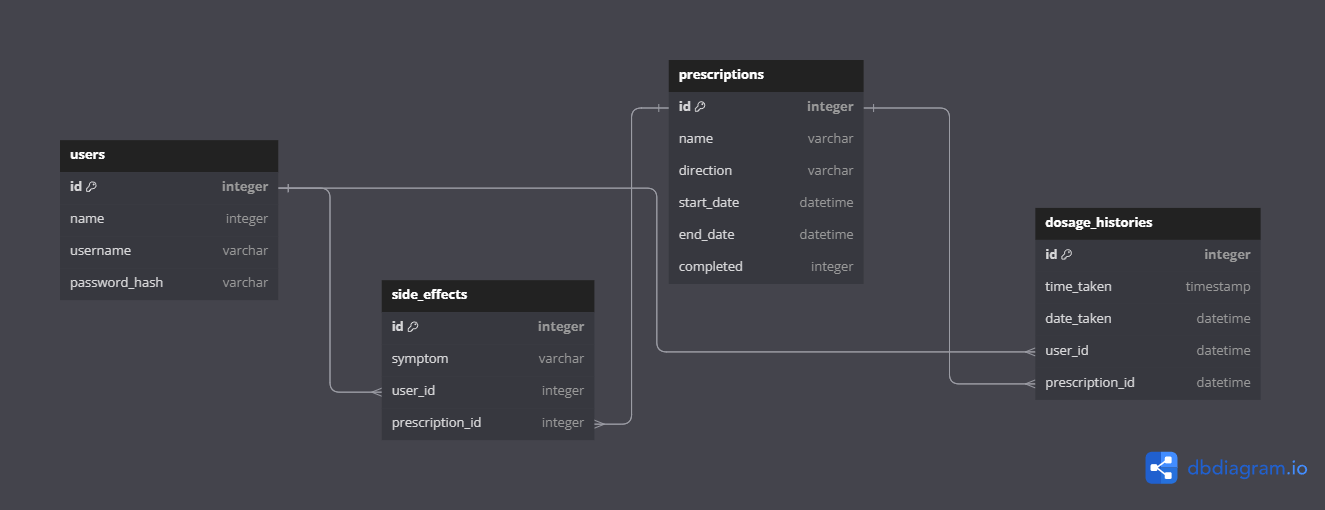 users
id integer
name integer
username varchar
password_hash varchar
side_effects
id integer
symptom varchar
user_id integer
prescription_id integer
prescriptions
id integer
name varchar
direction varchar
start_date datetime
end_date datetime
completed integer
dosage_histories
id integer
time_taken timestamp
date_taken datetime
user_id datetime
prescription_id datetime
dbdiagram.io